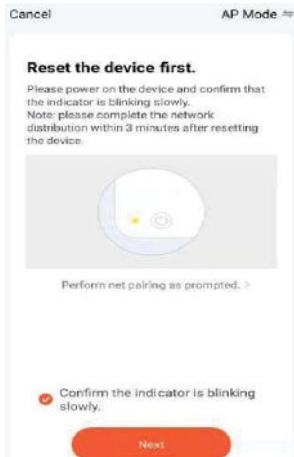 Cancel AP Mode
Reset the device first.
Please power on the device and confirm that
the indicator is blinking slowly.
Note: please complete the network
distribution within 3 minutes after resetting
the device.
Perform net pairing as prompted. >
Confirm the indicator is blinking
slowly.
Next